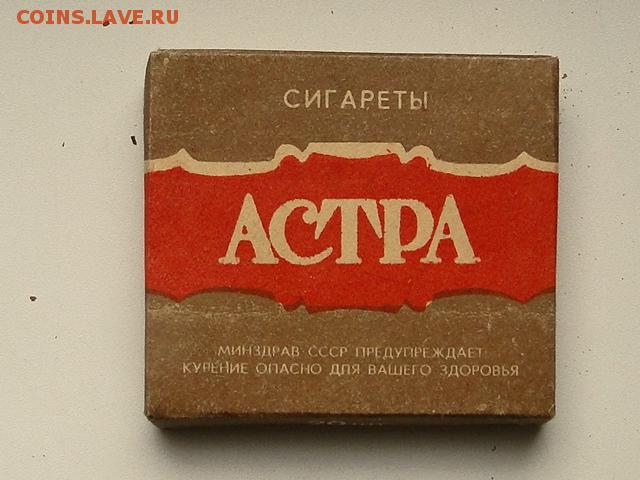 COINS.LAVE.RU
СИГАРЕТЫ
АСТРА
МИНЗДРАВ СССР ПРЕДУПРЕЖДАЕТ:
КУРЕНИЕ ОПАСНО ДЛЯ ВАШЕГО ЗДОРОВЬЯ